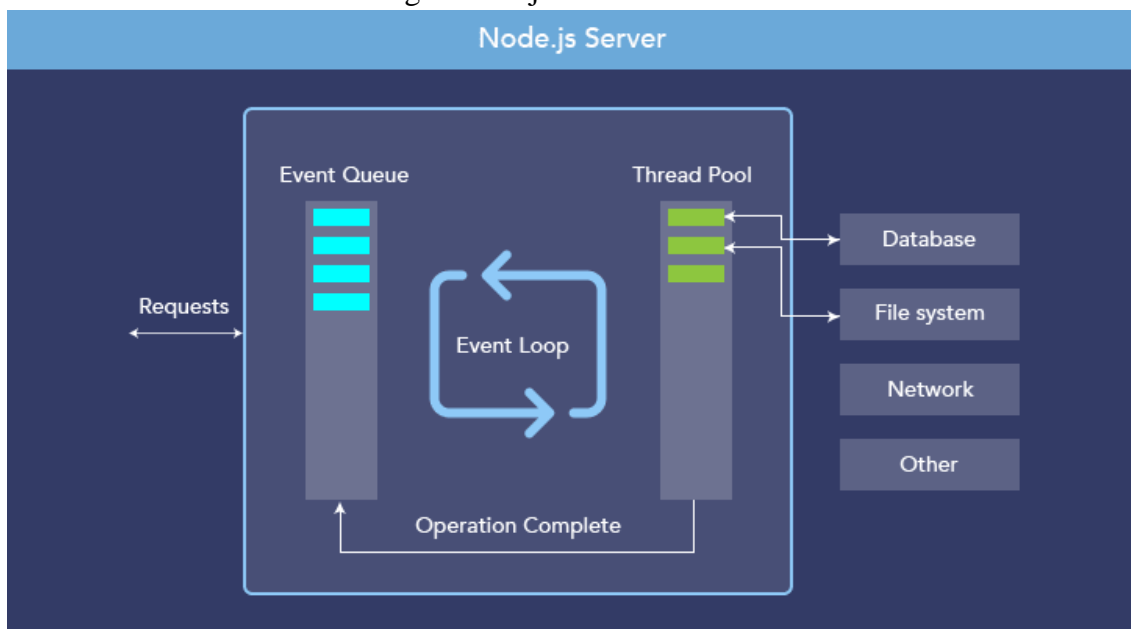 Node.js Server
Event Queue
Thread Pool
Database
Requests
File system
Event Loop
Network
Other
Operation Complete